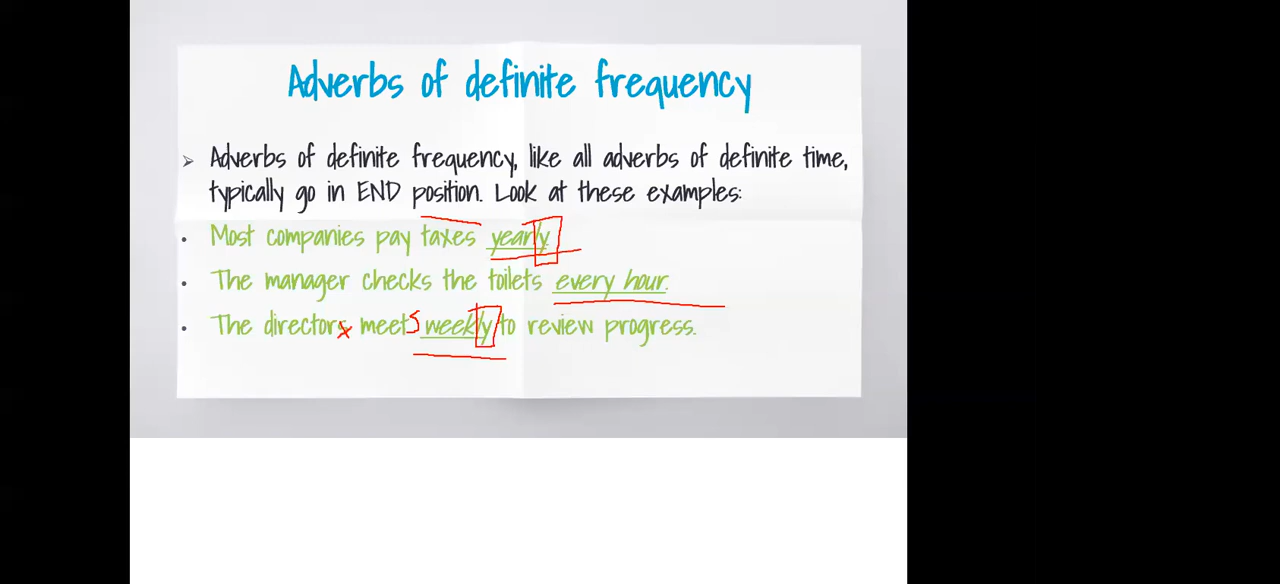 Adverbs of definite frequency
➢ Adverbs of definite frequency, like all adverbs of definite time,
typically go in END position. Look at these examples:
• Most companies pay taxes yearly.
• The manager checks the toilets every hour.
• The directors meet s weekly to review progress.